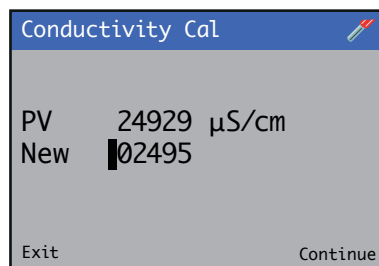 Conductivity Cal
PV 24929 µS/cm
New 02495
Exit Continue